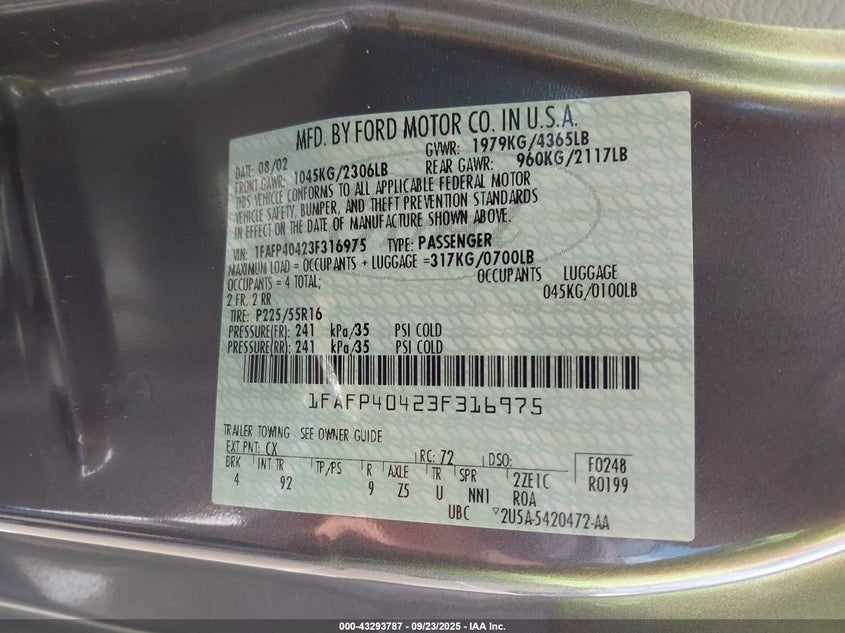 MFD. BY FORD MOTOR CO. IN U.S.A.
DATE: 08/02 GVWR: 1979KG/4365LB
FRONT GAWR: 1045KG/2306LB REAR GAWR: 960KG/2117LB
THIS VEHICLE CONFORMS TO ALL APPLICABLE FEDERAL MOTOR
VEHICLE SAFETY, BUMPER, AND THEFT PREVENTION STANDARDS
IN EFFECT ON THE DATE OF MANUFACTURE SHOWN ABOVE.
VIN: 1FAFP40423F316975 TYPE: PASSENGER
MAXIMUM LOAD = OCCUPANTS + LUGGAGE =317KG/0700LB
OCCUPANTS = 4 TOTAL; OCCUPANTS LUGGAGE
2 FR, 2 RR 045KG/0100LB
TIRE: P225/55R16
PRESSURE(FR): 241 kPa/35 PSI COLD
PRESSURE(RR): 241 kPa/35 PSI COLD
1FAFP40423F316975
TRAILER TOWING . SEE OWNER GUIDE
EXT PNT: CX RC: 72 DSO: F0248
BRK INT TR TP/PS R AXLE TR SPR 2ZE1C R0199
4 92 9 Z5 U NN1 ROA
UBC ▽2U5A-5420472-AA
000-43293787 - 09/23/2025 - IAA Inc.